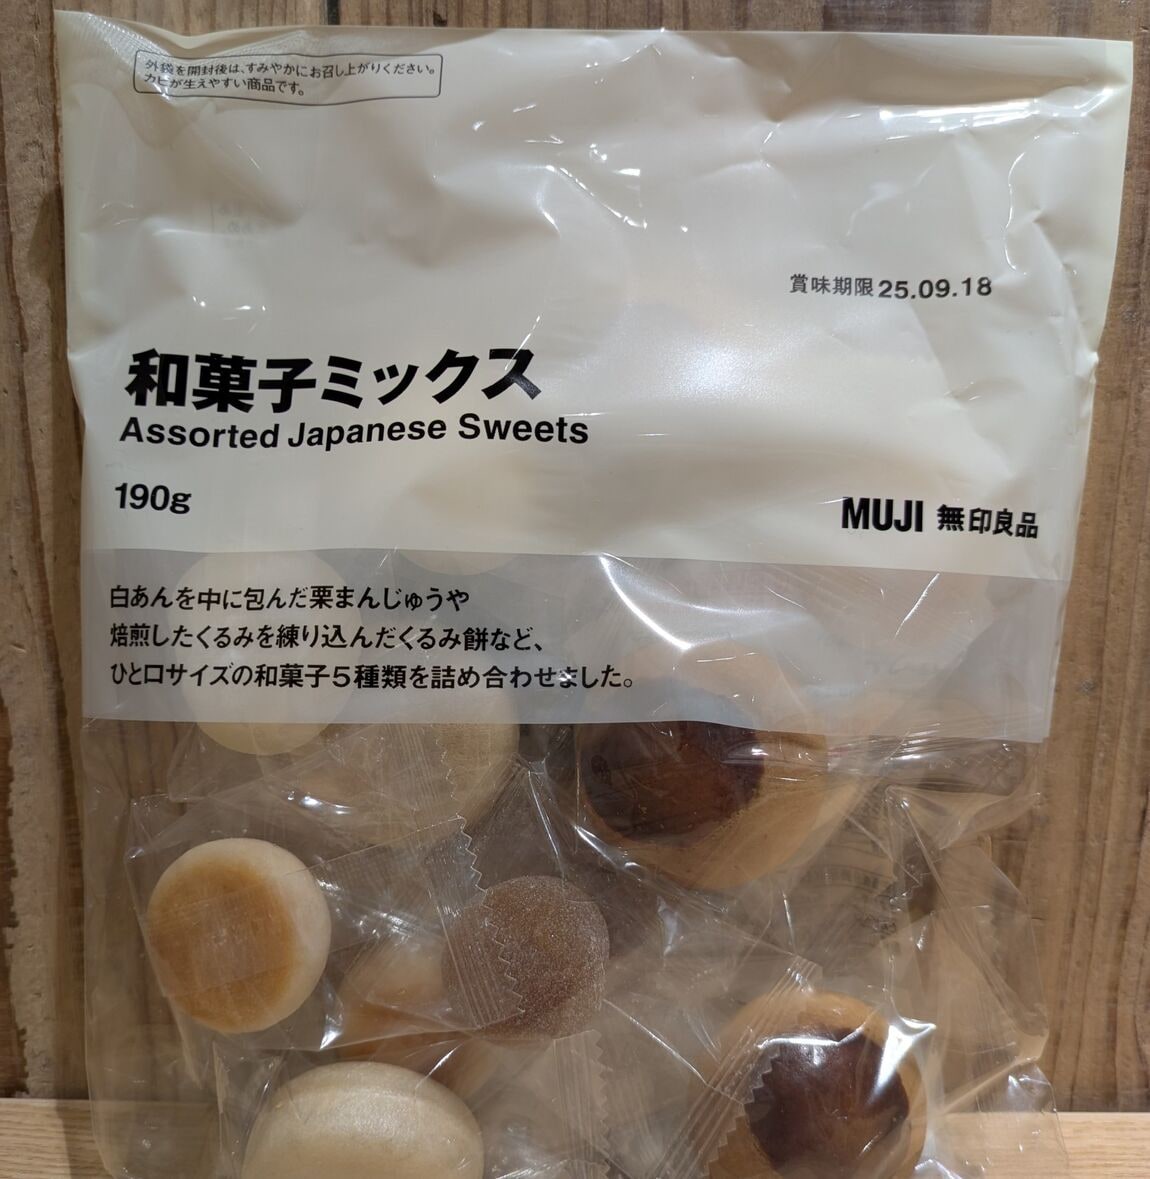 外袋を開封後は、すみやかにお召し上がりください。
カビが生えやすい商品です。
賞味期限 25.09.18
和菓子ミックス
Assorted Japanese Sweets
190g
MUJI 無印良品
白あんを中に包んだ栗まんじゅうや
焙煎したくるみを練り込んだくるみ餅など、
ひと口サイズの和菓子5種類を詰め合わせました。